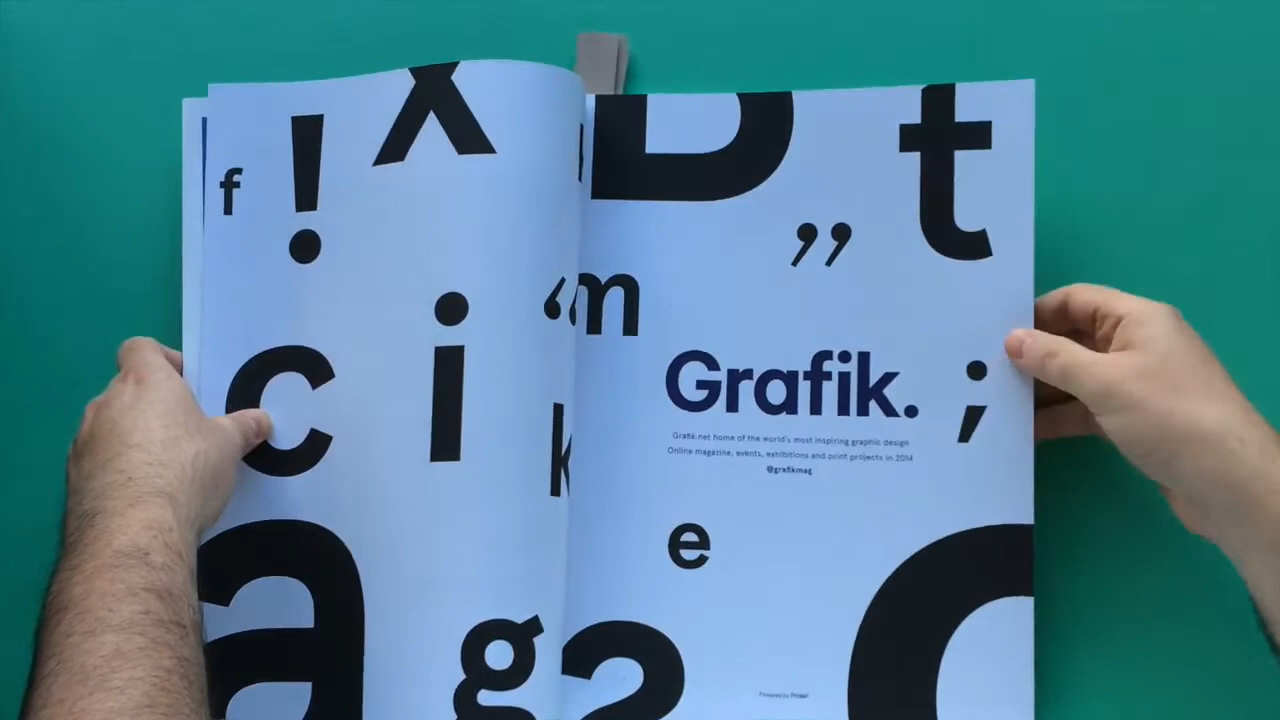 f ! x
D t
”
“m
c i
Grafik. ;
Grafik.net home of the world's most inspiring graphic design
Online magazine, events, exhibitions and print projects in 2014
@grafikmag
k
e
a g 2